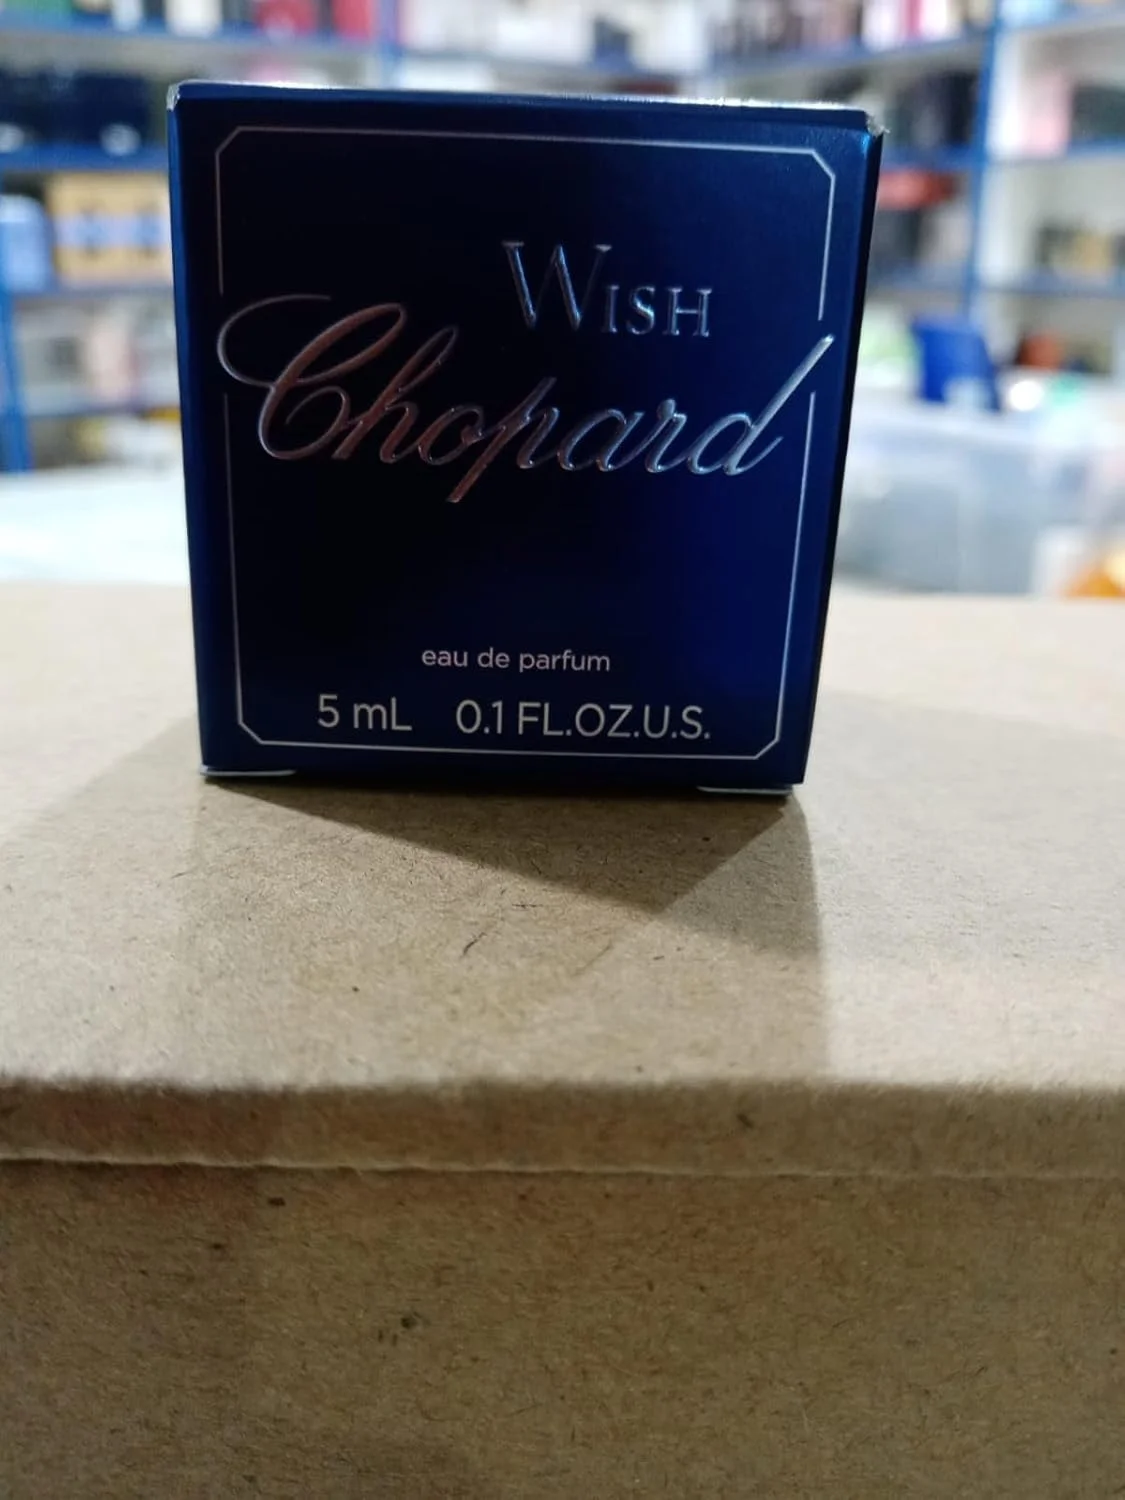 WISH
Chopard
eau de parfum
5 mL 0.1 FL.OZ.U.S.